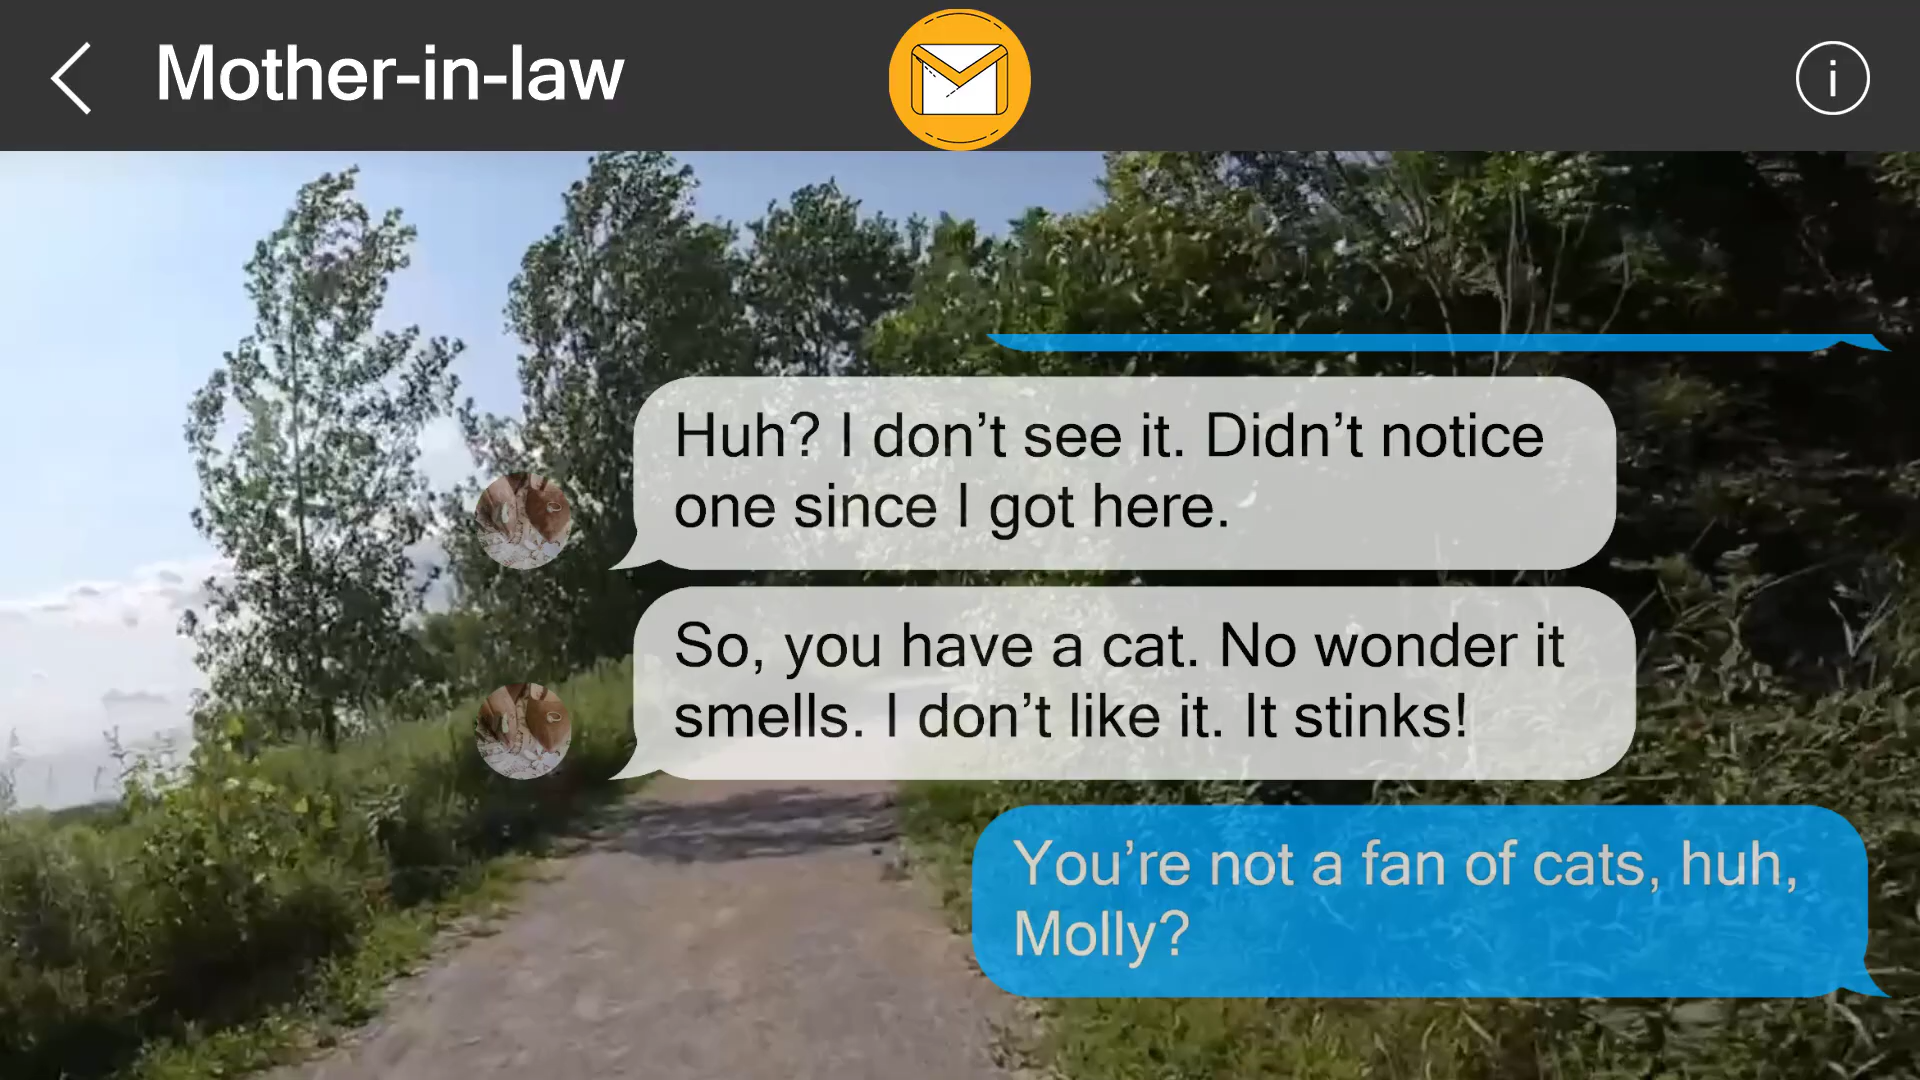 Mother-in-law
i
Huh? I don’t see it. Didn’t notice
one since I got here.
So, you have a cat. No wonder it
smells. I don’t like it. It stinks!
You’re not a fan of cats, huh,
Molly?